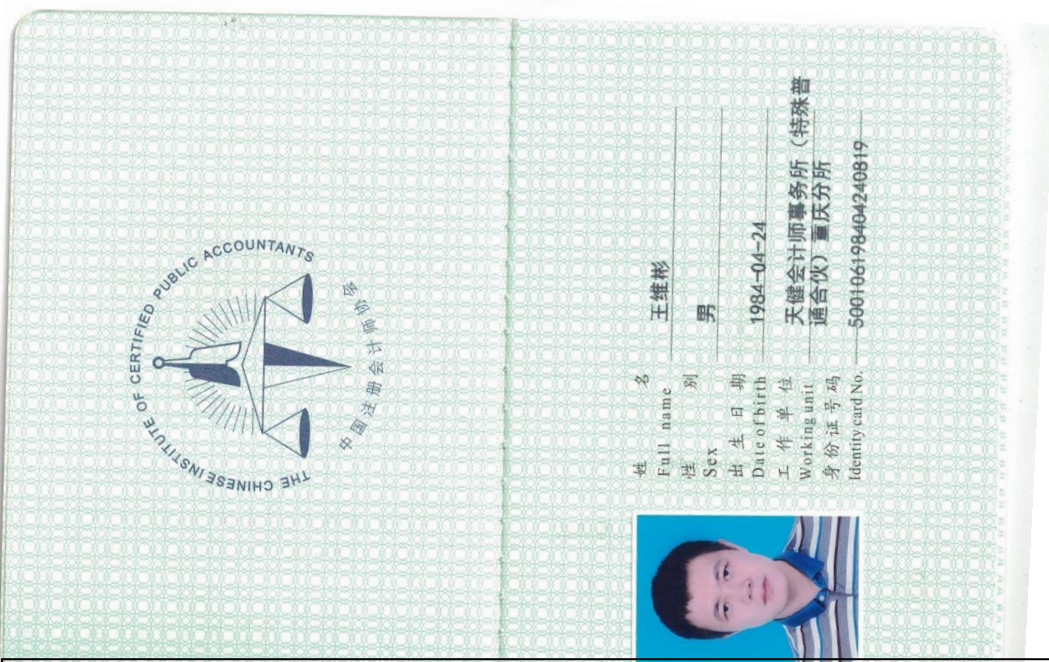 THE CHINESE INSTITUTE OF CERTIFIED PUBLIC ACCOUNTANTS
中国注册会计师协会
姓名 王维彬
Full name
性别 男
Sex
出生日期 1984-04-24
Date of birth
工作单位 天健会计师事务所（特殊普
Working unit 通合伙）重庆分所
身份证号码
Identity card No. 500106198404240819